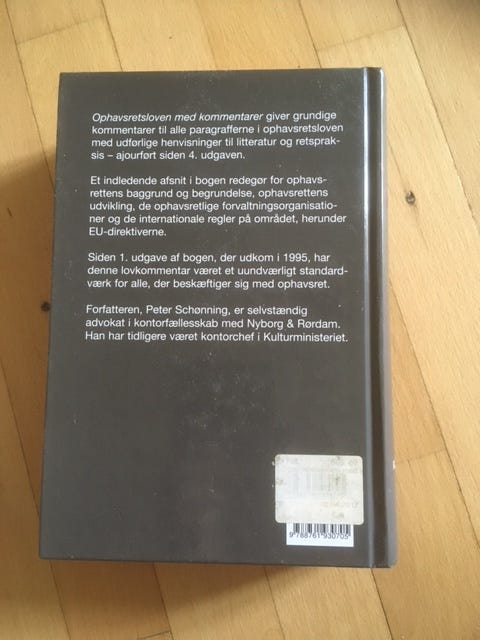 Ophavsretsloven med kommentarer giver grundige
kommentarer til alle paragrafferne i ophavsretsloven
med udførlige henvisninger til litteratur og retsprak-
sis – ajourført siden 4. udgaven.
Et indledende afsnit i bogen redegør for ophavs-
rettens baggrund og begrundelse, ophavsrettens
udvikling, de ophavsretlige forvaltningsorganisatio-
ner og de internationale regler på området, herunder
EU-direktiverne.
Siden 1. udgave af bogen, der udkom i 1995, har
denne lovkommentar været et uundværligt standard-
værk for alle, der beskæftiger sig med ophavsret.
Forfatteren, Peter Schønning, er selvstændig
advokat i kontorfællesskab med Nyborg & Rørdam.
Han har tidligere været kontorchef i Kulturministeriet.
9 788761 930705